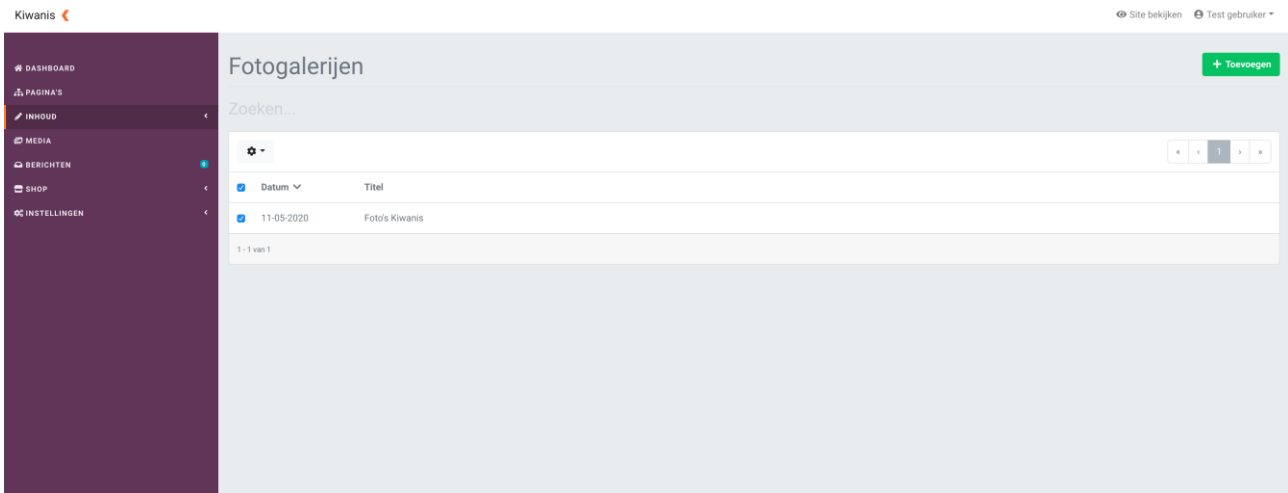 Kiwanis
Site bekijken Test gebruiker
DASHBOARD
PAGINA'S
INHOUD
MEDIA
BERICHTEN 0
SHOP
INSTELLINGEN
Fotogalerijen
+ Toevoegen
Zoeken...
« ‹ 1 › »
Datum Titel
11-05-2020 Foto's Kiwanis
1 - 1 van 1